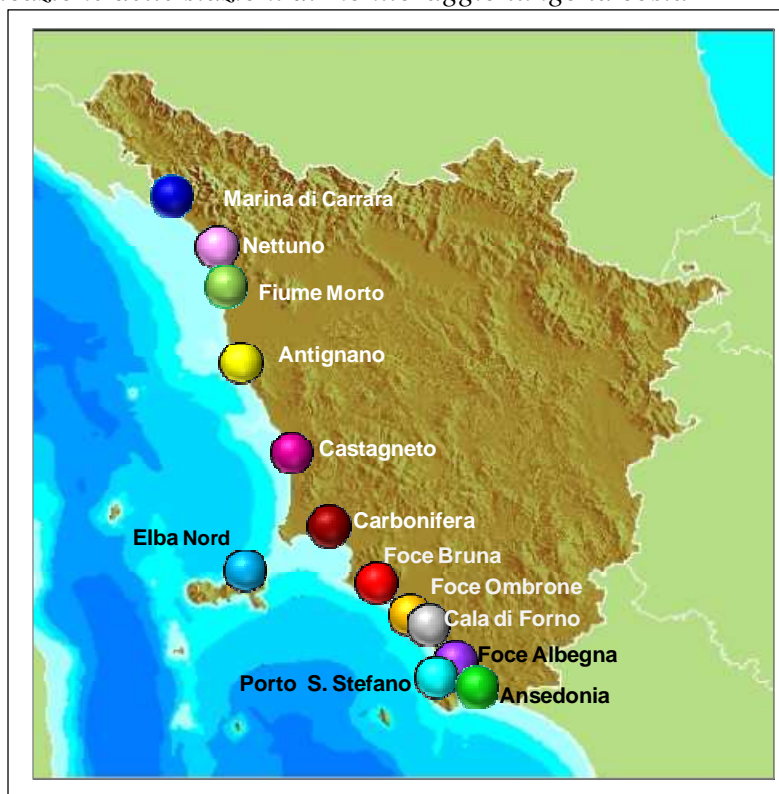 Marina di Carrara
Nettuno
Fiume Morto
Antignano
Castagneto
Carbonifera
Elba Nord
Foce Bruna
Foce Ombrone
Cala di Forno
Foce Albegna
Porto S. Stefano
Ansedonia